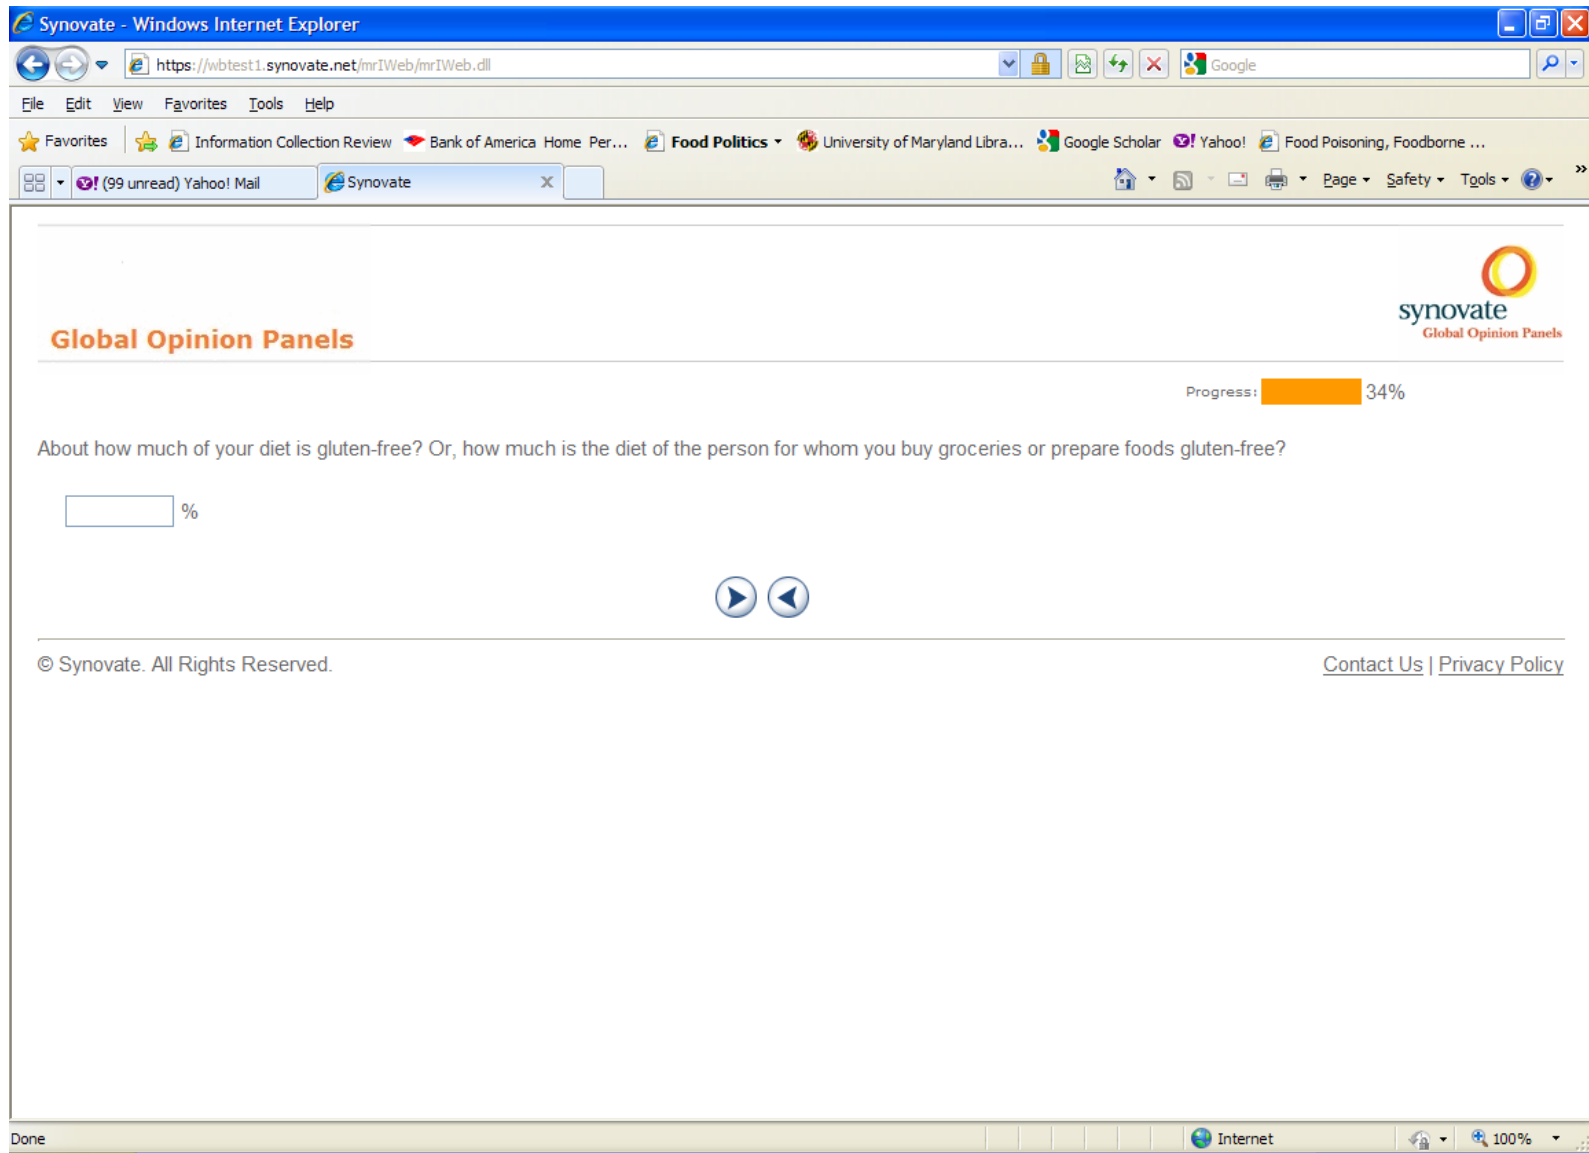 Synovate - Windows Internet Explorer
https://wbtest1.synovate.net/mrIWeb/mrIWeb.dll
Google
File Edit View Favorites Tools Help
Favorites Information Collection Review Bank of America Home Per... Food Politics University of Maryland Libra... Google Scholar Yahoo! Food Poisoning, Foodborne ...
(99 unread) Yahoo! Mail Synovate x Page Safety Tools »
Global Opinion Panels
synovate
Global Opinion Panels
Progress: 34%
About how much of your diet is gluten-free? Or, how much is the diet of the person for whom you buy groceries or prepare foods gluten-free?
%
© Synovate. All Rights Reserved. Contact Us | Privacy Policy
Done Internet 100%